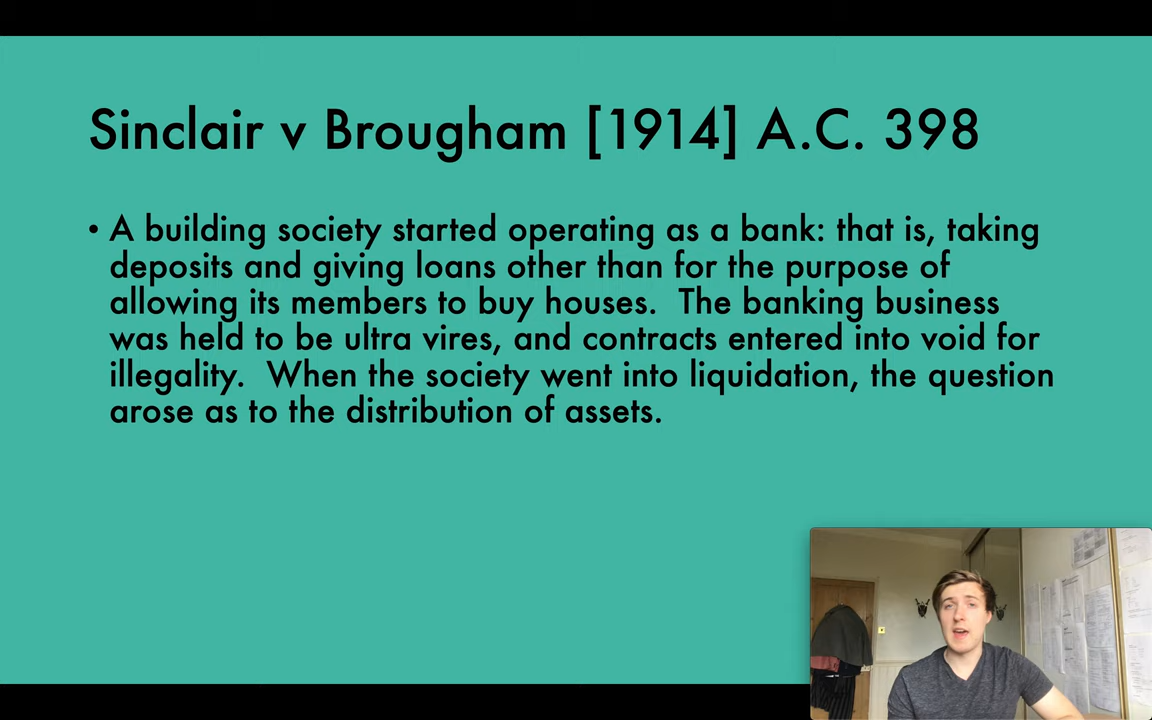 Sinclair v Brougham [1914] A.C. 398
• A building society started operating as a bank: that is, taking
deposits and giving loans other than for the purpose of
allowing its members to buy houses.  The banking business
was held to be ultra vires, and contracts entered into void for
illegality.  When the society went into liquidation, the question
arose as to the distribution of assets.